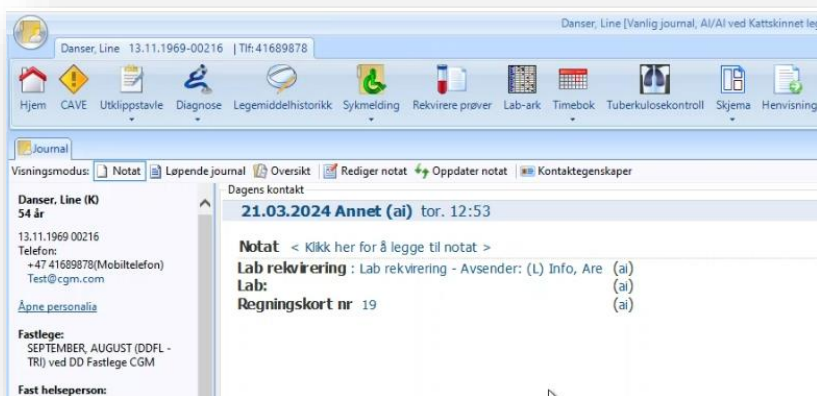 Danser, Line [Vanlig journal, AI/AI ved Kattskinnet leg
Danser, Line 13.11.1969-00216 | Tlf: 41689878
Hjem CAVE Utklippstavle Diagnose Legemiddelhistorikk Sykmelding Rekvirere prøver Lab-ark Timebok Tuberkulosekontroll Skjema Henvisning
Journal
Visningsmodus: Notat Løpende journal Oversikt Rediger notat Oppdater notat Kontaktegenskaper
Danser, Line (K)
54 år
13.11.1969 00216
Telefon:
+47 41689878(Mobiltelefon)
Test@cgm.com
Åpne personalia
Fastlege:
SEPTEMBER, AUGUST (DDFL -
TRI) ved DD Fastlege CGM
Fast helseperson:
Dagens kontakt
21.03.2024 Annet (ai) tor. 12:53
Notat < Klikk her for å legge til notat >
Lab rekvirering : Lab rekvirering - Avsender: (L) Info, Are (ai)
Lab: (ai)
Regningskort nr 19 (ai)